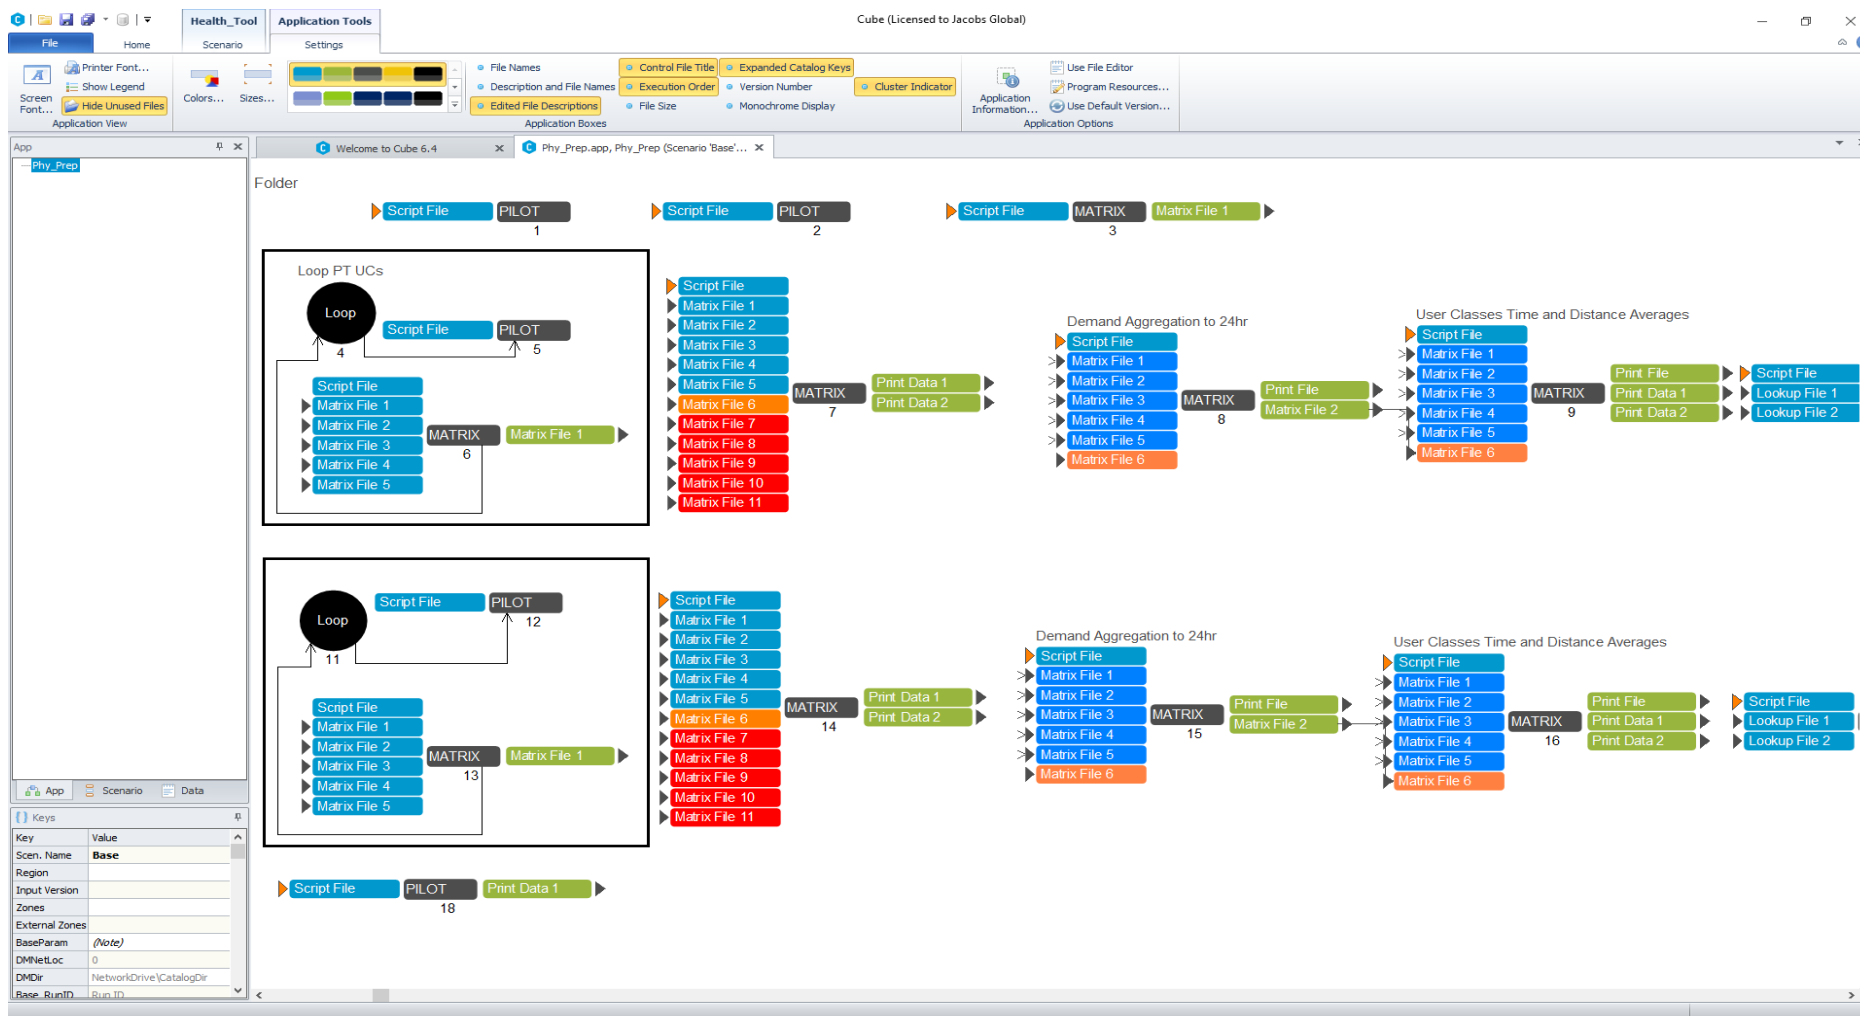 Health_Tool
Application Tools
Cube (Licensed to Jacobs Global)
File
Home
Scenario
Settings
Screen Font...
Printer Font...
Show Legend
Hide Unused Files
Application View
Colors...
Sizes...
File Names
Description and File Names
Edited File Descriptions
Control File Title
Execution Order
File Size
Expanded Catalog Keys
Version Number
Monochrome Display
Cluster Indicator
Application Boxes
Application Information...
Use File Editor
Program Resources...
Use Default Version...
Application Options
App
Phy_Prep
Welcome to Cube 6.4
Phy_Prep.app, Phy_Prep (Scenario 'Base'...
Folder
Script File
PILOT
1
Script File
PILOT
2
Script File
MATRIX
Matrix File 1
3
Loop PT UCs
Loop
4
Script File
PILOT
5
Script File
Matrix File 1
Matrix File 2
Matrix File 3
Matrix File 4
Matrix File 5
MATRIX
6
Matrix File 1
Script File
Matrix File 1
Matrix File 2
Matrix File 3
Matrix File 4
Matrix File 5
Matrix File 6
Matrix File 7
Matrix File 8
Matrix File 9
Matrix File 10
Matrix File 11
MATRIX
7
Print Data 1
Print Data 2
Demand Aggregation to 24hr
Script File
Matrix File 1
Matrix File 2
Matrix File 3
Matrix File 4
Matrix File 5
Matrix File 6
MATRIX
8
Print File
Matrix File 2
User Classes Time and Distance Averages
Script File
Matrix File 1
Matrix File 2
Matrix File 3
Matrix File 4
Matrix File 5
Matrix File 6
MATRIX
9
Print File
Print Data 1
Print Data 2
Script File
Lookup File 1
Lookup File 2
Loop
11
Script File
PILOT
12
Script File
Matrix File 1
Matrix File 2
Matrix File 3
Matrix File 4
Matrix File 5
MATRIX
13
Matrix File 1
Script File
Matrix File 1
Matrix File 2
Matrix File 3
Matrix File 4
Matrix File 5
Matrix File 6
Matrix File 7
Matrix File 8
Matrix File 9
Matrix File 10
Matrix File 11
MATRIX
14
Print Data 1
Print Data 2
Demand Aggregation to 24hr
Script File
Matrix File 1
Matrix File 2
Matrix File 3
Matrix File 4
Matrix File 5
Matrix File 6
MATRIX
15
Print File
Matrix File 2
User Classes Time and Distance Averages
Script File
Matrix File 1
Matrix File 2
Matrix File 3
Matrix File 4
Matrix File 5
Matrix File 6
MATRIX
16
Print File
Print Data 1
Print Data 2
Script File
Lookup File 1
Lookup File 2
Script File
PILOT
Print Data 1
18
App
Scenario
Data
Keys
Key Value
Scen. Name Base
Region
Input Version
Zones
External Zones
BaseParam (Note)
DMNetLoc 0
DMDir NetworkDrive\CatalogDir
Base_RunID Run ID